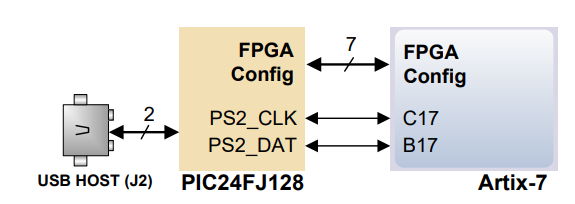 7
FPGA
Config
FPGA
Config
2
PS2_CLK
C17
PS2_DAT
B17
USB HOST (J2)
PIC24FJ128
Artix-7